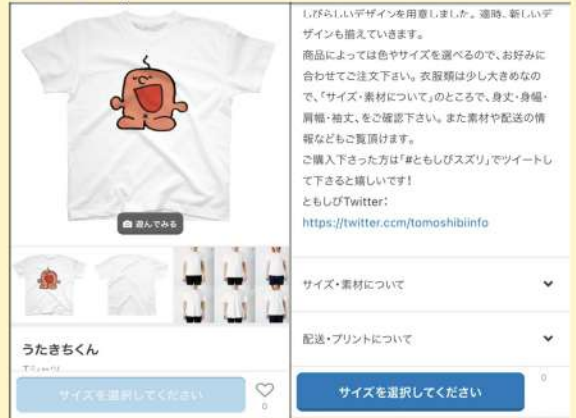 遊んでみる
うたきちくん
サイズを選択してください
0
しびらしいデザインを用意しました。適時、新しいデ
ザインも揃えていきます。
商品によっては色やサイズを選べるので、お好みに
合わせてご注文下さい。衣服類は少し大きめなの
で、「サイズ・素材について」のところで、身丈・身幅・
肩幅・袖丈、をご確認下さい。また素材や配送の情
報などもご覧頂けます。
ご購入下さった方は「#ともしびスズリ」でツイートし
て下さると嬉しいです!
ともしびTwitter:
https://twitter.com/tomoshibiinfo
サイズ・素材について
配送・プリントについて
サイズを選択してください
0